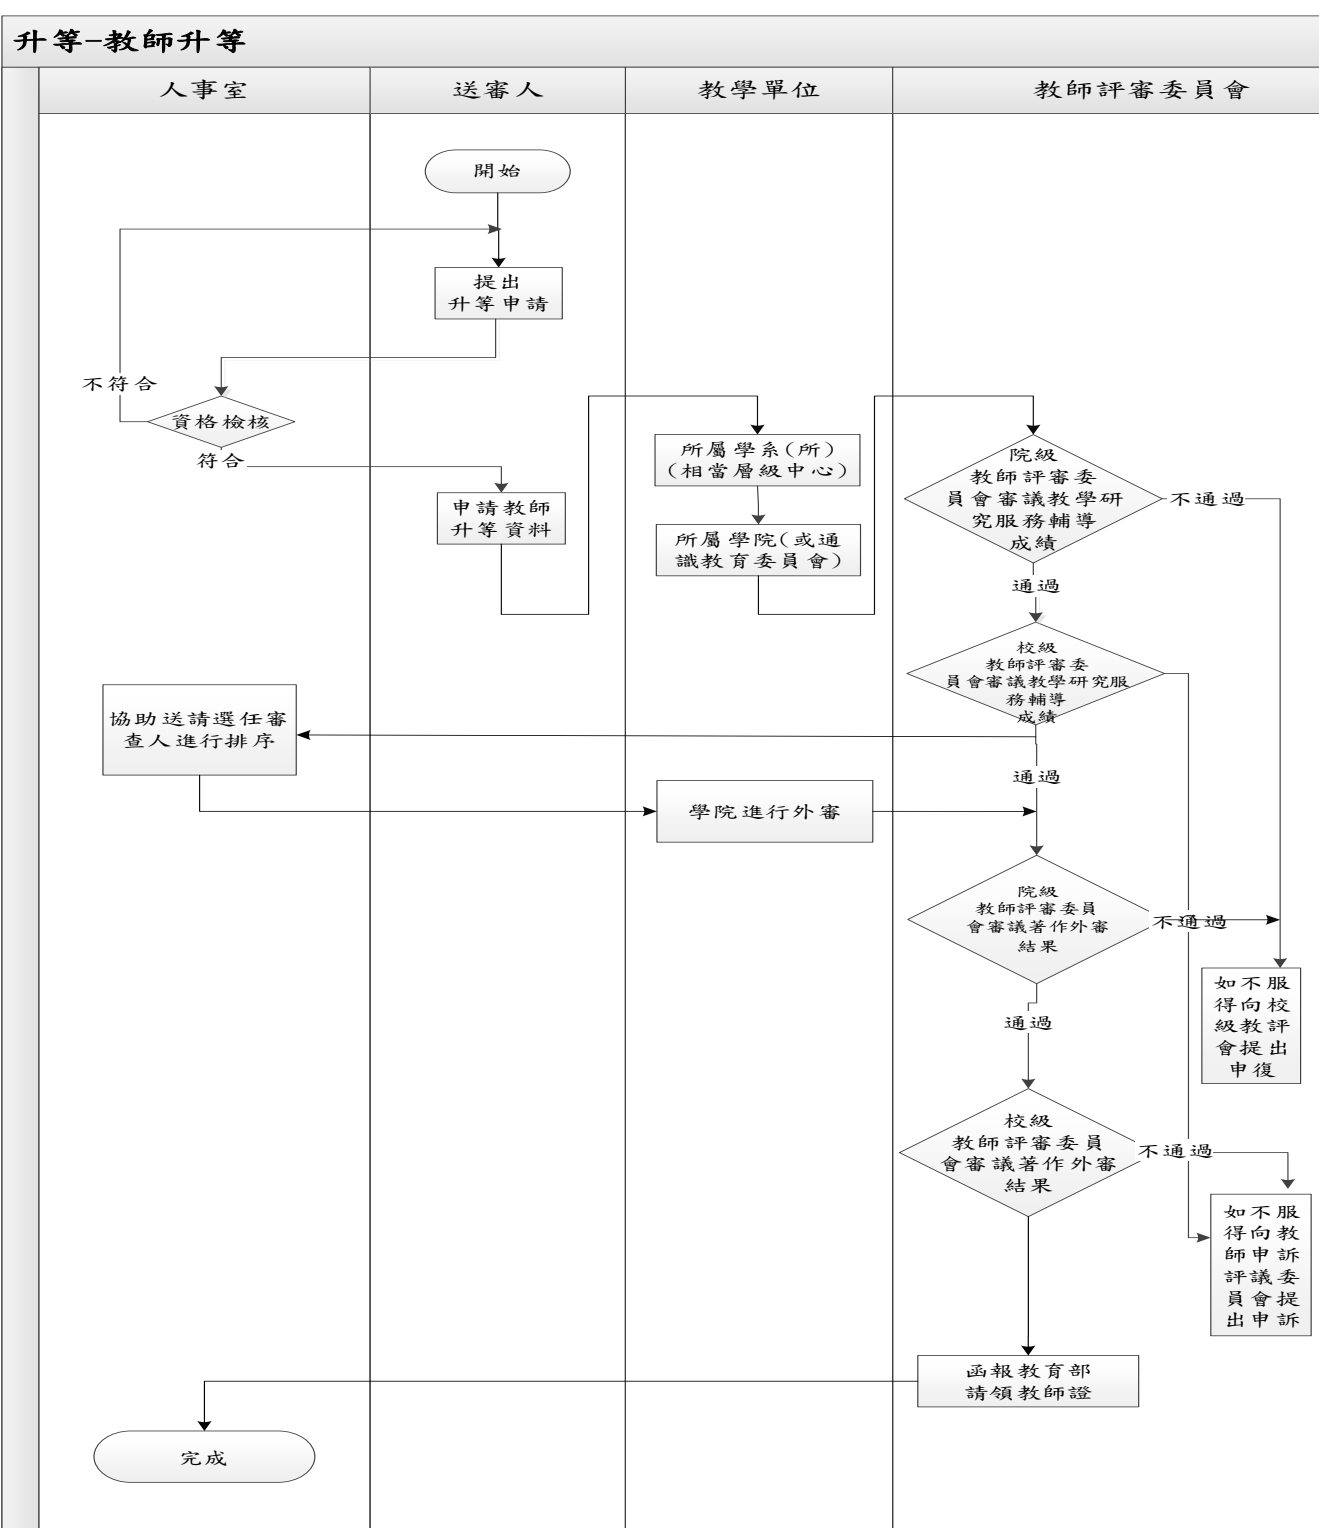 升等-教師升等
人事室
送審人
教學單位
教師評審委員會
開始
提出
升等申請
不符合
資格檢核
符合
申請教師
升等資料
所屬學系(所)
(相當層級中心)
所屬學院(或通
識教育委員會)
院級
教師評審委
員會審議教學研
究服務輔導
成績
不通過
通過
校級
教師評審委
員會審議教學研究服
務輔導
成績
協助送請選任審
查人進行排序
通過
學院進行外審
院級
教師評審委員
會審議著作外審
結果
不通過
如不服
得向校
級教評
會提出
申復
通過
校級
教師評審委員
會審議著作外審
結果
不通過
如不服
得向教
師申訴
評議委
員會提
出申訴
函報教育部
請領教師證
完成